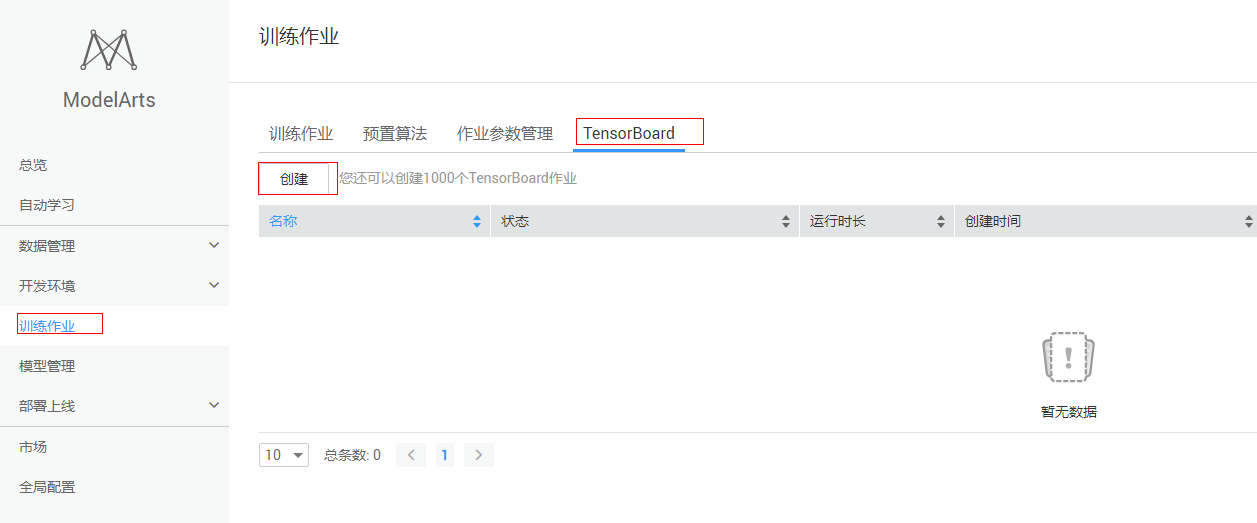 ModelArts
总览
自动学习
数据管理
开发环境
训练作业
模型管理
部署上线
市场
全局配置
训练作业
训练作业 预置算法 作业参数管理 TensorBoard
创建 您还可以创建1000个TensorBoard作业
名称 状态 运行时长 创建时间
暂无数据
10 总条数: 0 1